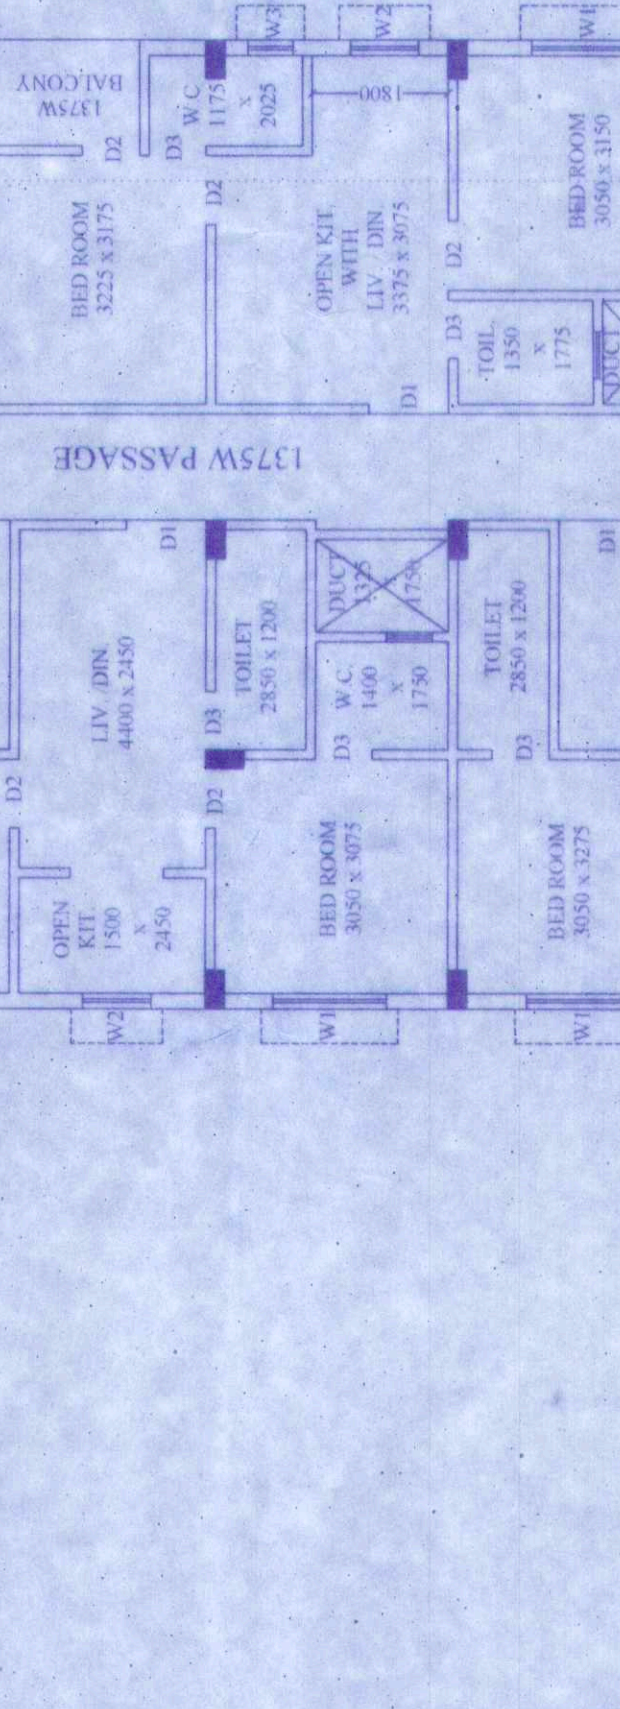 W3
W2
W1
1375W
BALCONY
W.C
1175
x
2025
1800
BED ROOM
3050 x 3150
D2
D3
D2
BED ROOM
3225 x 3175
OPEN KIT.
WITH
LIV. / DIN.
3375 x 3075
D2
D3
TOIL.
1350
x
1775
DUCT
D1
1375W PASSAGE
D1
D1
LIV. /DIN.
4400 x 2450
TOILET
2850 x 1200
DUCT
1325
1750
TOILET
2850 x 1200
W.C.
1400
x
1750
D3
D3
D3
D2
D2
OPEN
KIT.
1500
x
2450
BED ROOM
3050 x 3075
BED ROOM
3050 x 3275
W2
W1
W1